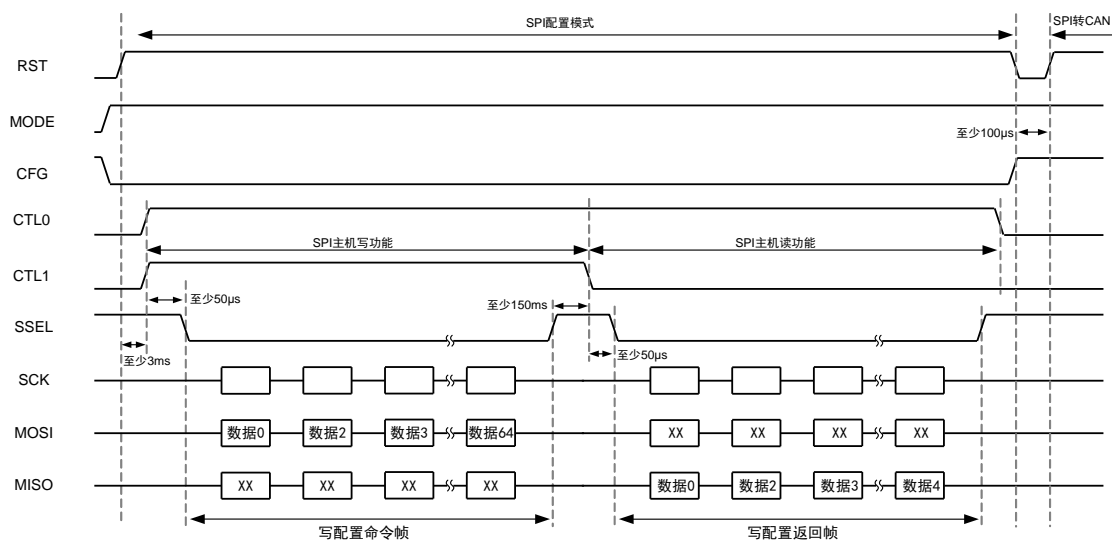 SPI配置模式
SPI转CAN
RST
MODE
至少100μs
CFG
CTL0
SPI主机写功能
SPI主机读功能
CTL1
至少50μs
至少150ms
SSEL
至少3ms
至少50μs
SCK
MOSI
数据0
数据2
数据3
数据64
XX
XX
XX
XX
MISO
XX
XX
XX
XX
数据0
数据2
数据3
数据4
写配置命令帧
写配置返回帧